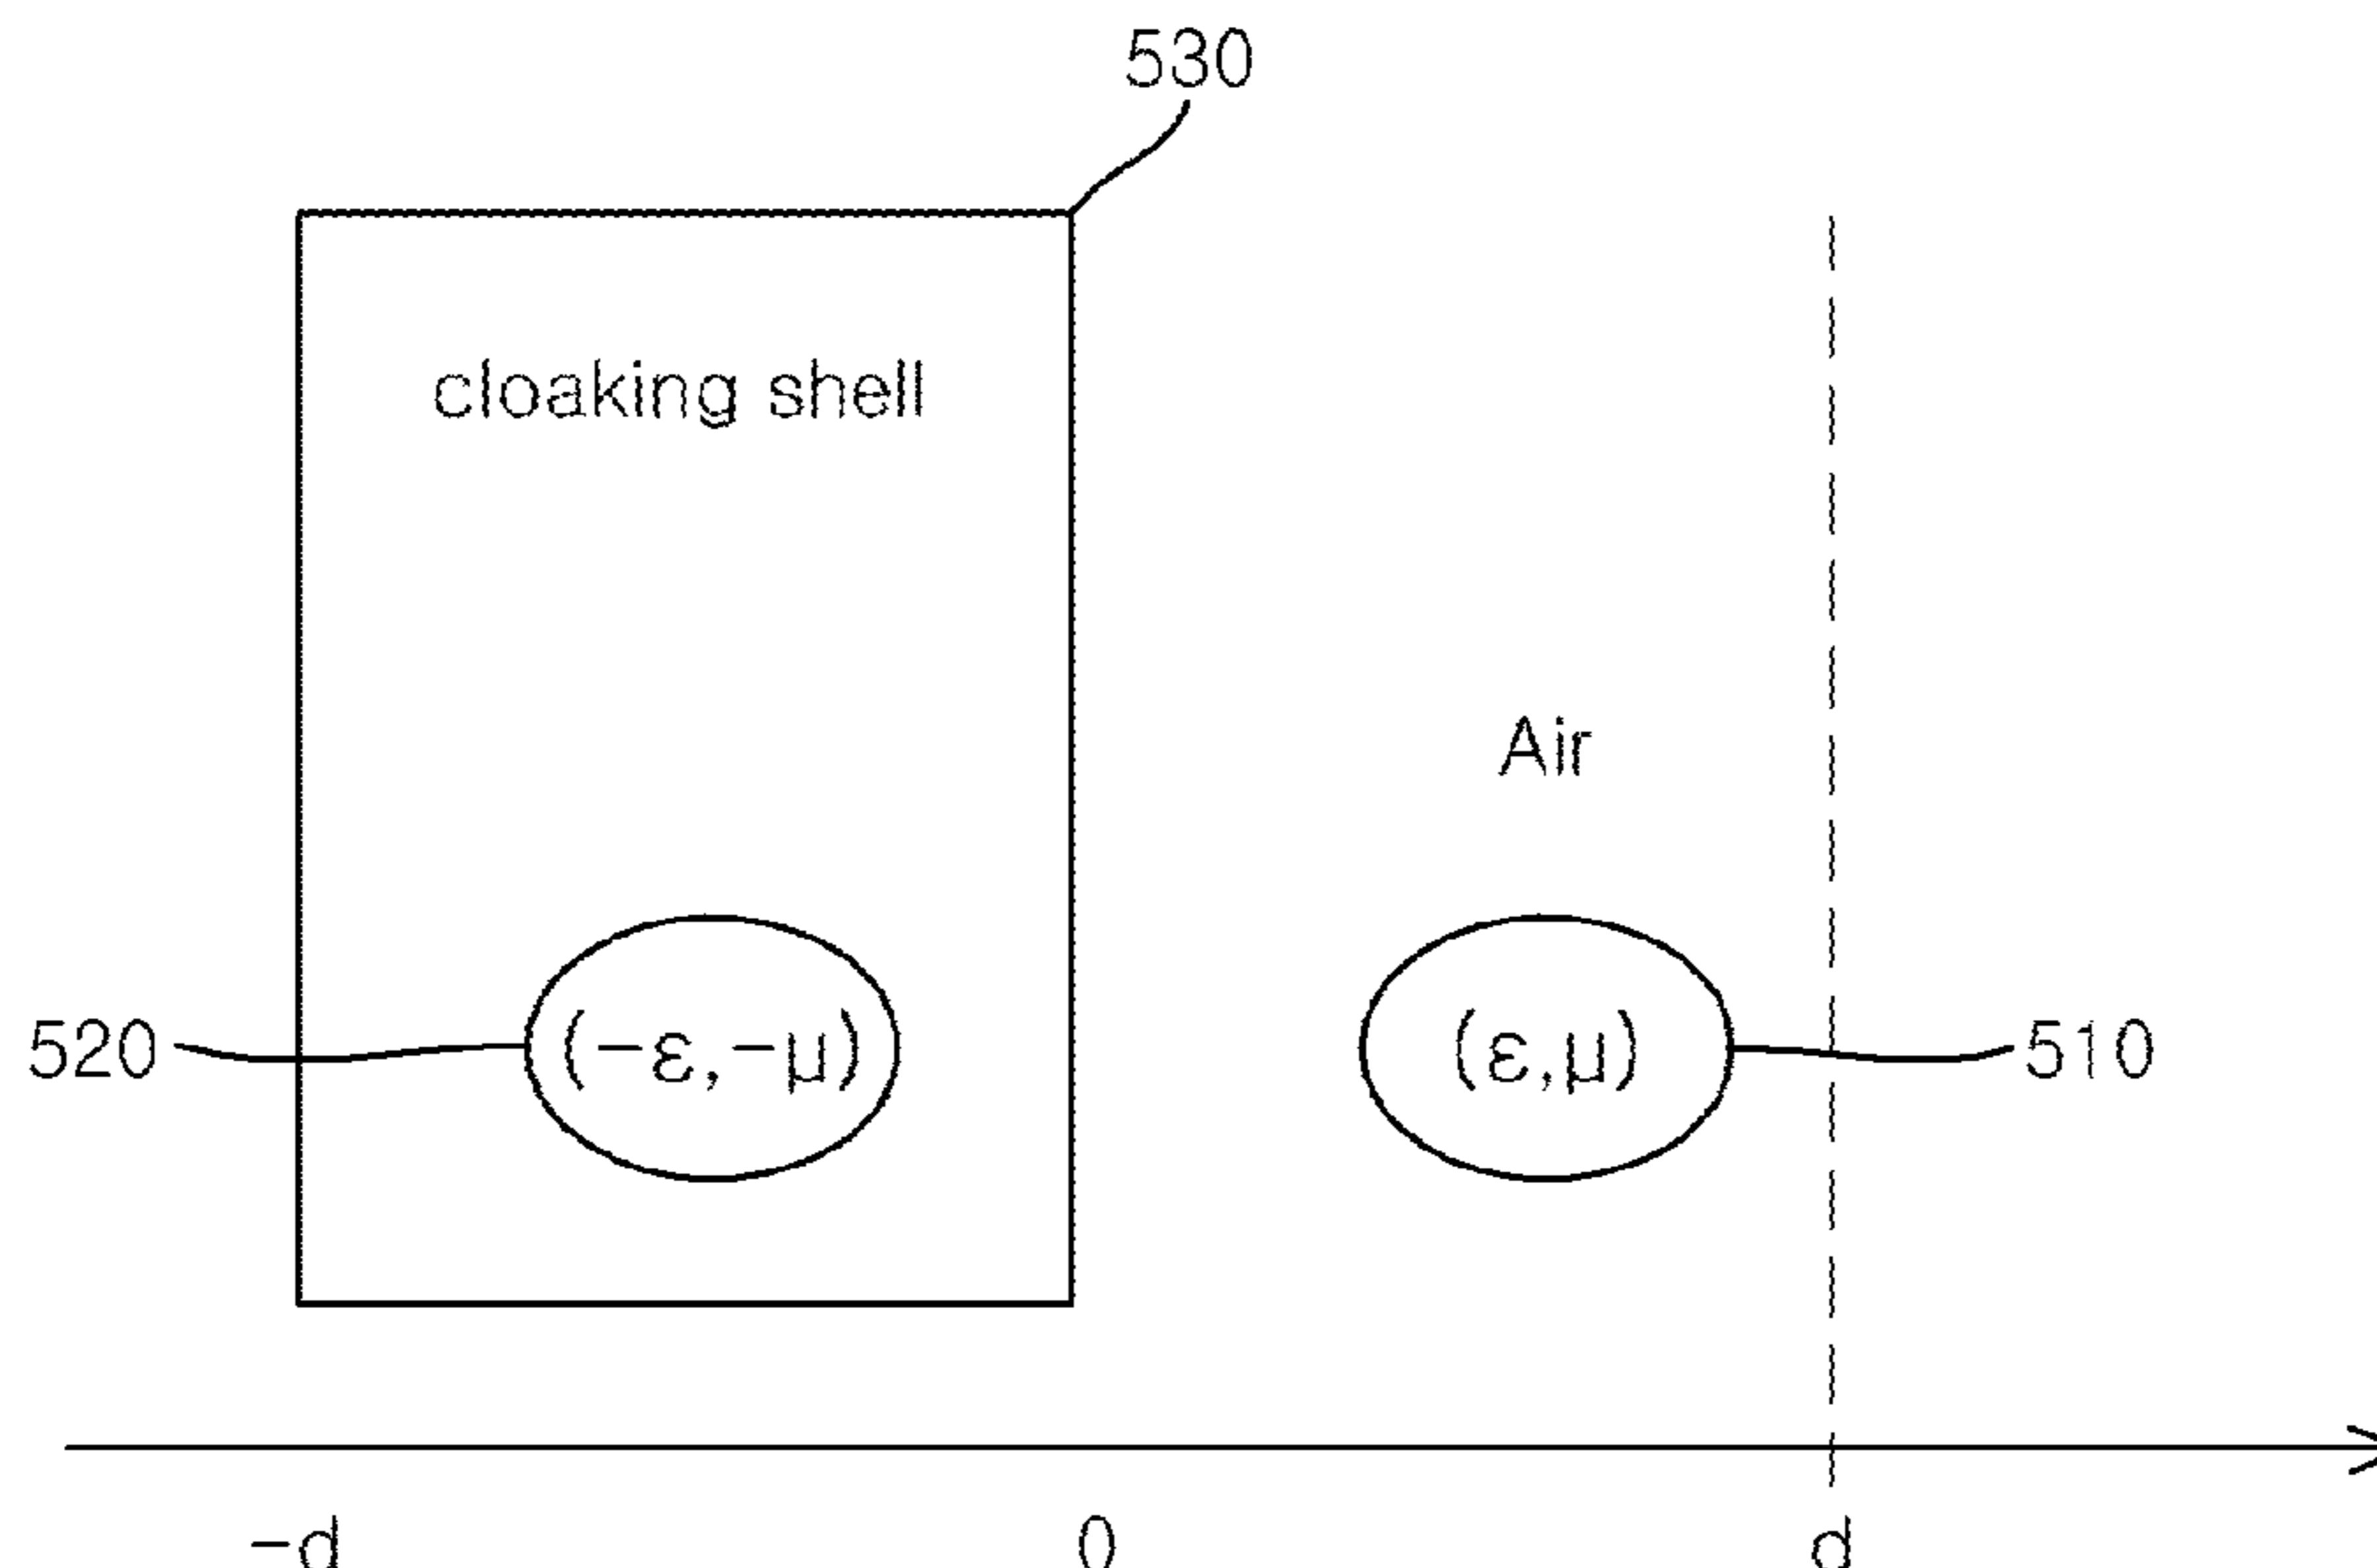 530
cloaking shell
Air
520 (-ε, -μ) (ε,μ) 510
-d 0 d